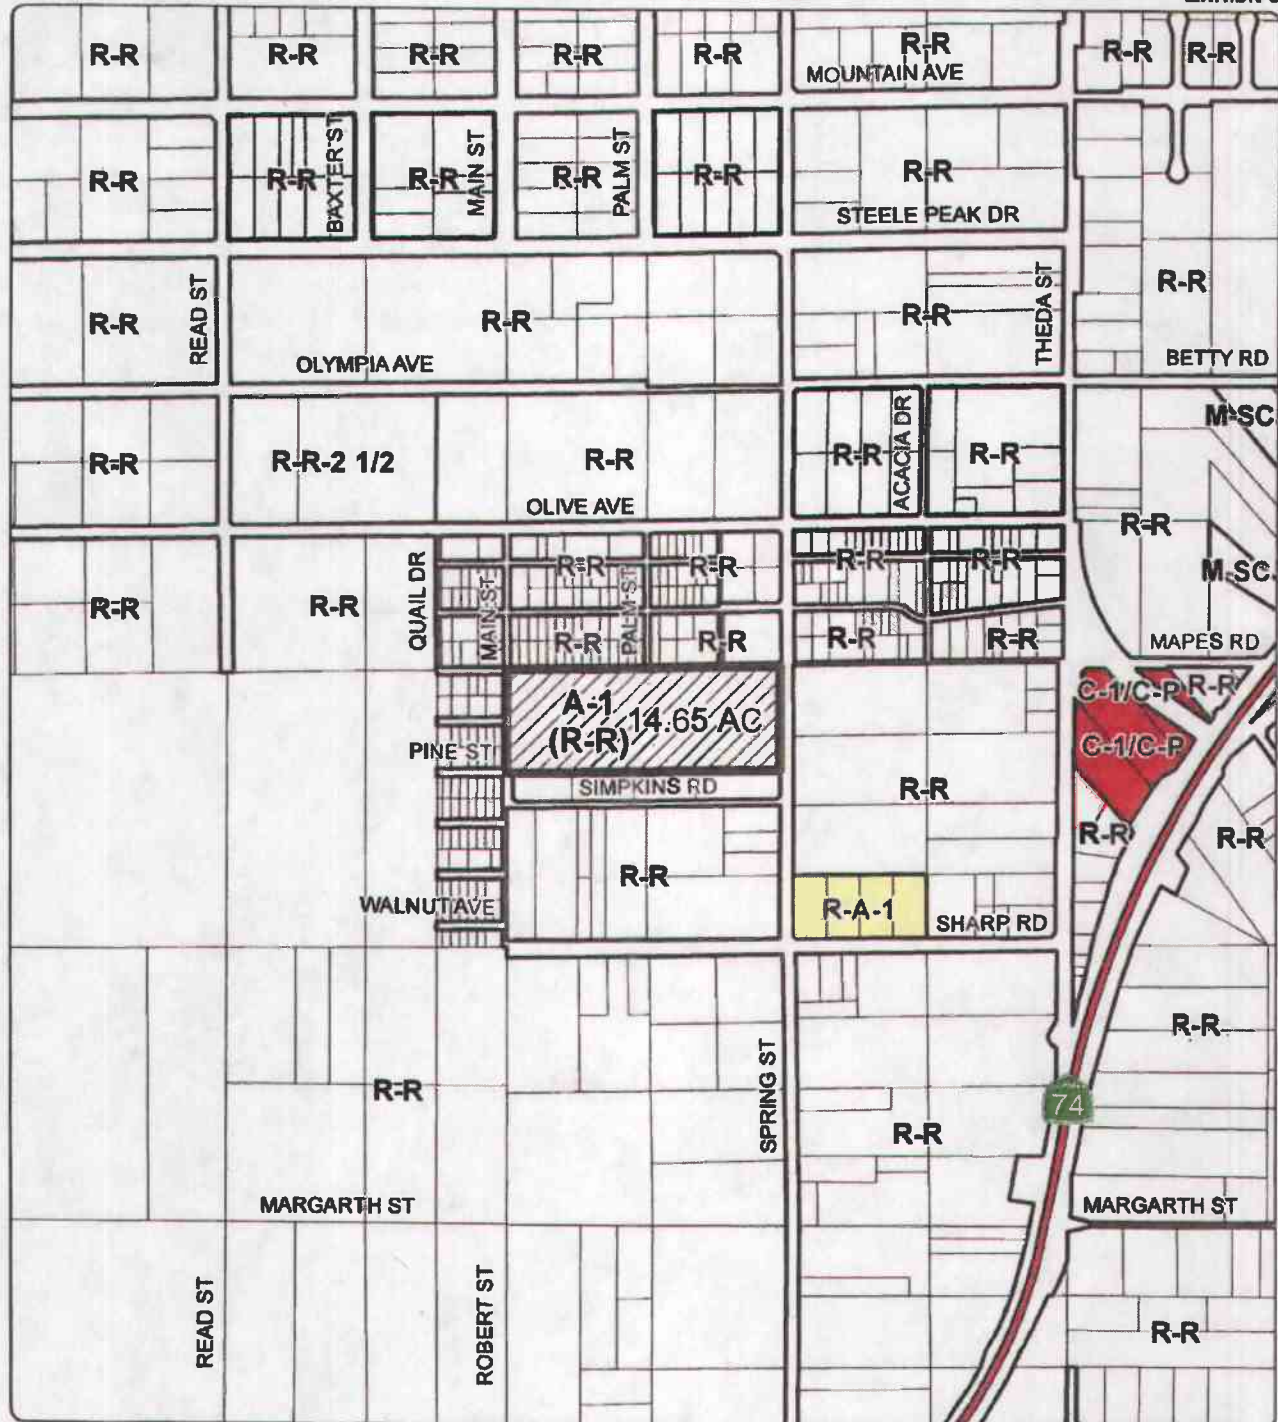 R-R R-R R-R R-R R-R R-R R-R R-R
MOUNTAIN AVE
R-R R-R BAXTER ST R-R MAIN ST R-R PALM ST R-R R-R
STEELE PEAK DR
R-R READ ST R-R R-R THEDA ST R-R
OLYMPIA AVE BETTY RD
R-R R-R-2 1/2 R-R R-R ACACIA DR R-R M-SC
OLIVE AVE R-R
R-R R-R QUAIL DR MAIN ST R-R PALM ST R-R R-R R-R M-SC
R-R R-R R-R R-R MAPES RD
A-1 14.65 AC C-1/C-P R-R
(R-R)
PINE ST C-1/C-P
SIMPKINS RD R-R
R-R R-R R-R
WALNUT AVE R-A-1 SHARP RD
R-R
R-R SPRING ST 74
R-R
MARGARTH ST MARGARTH ST
READ ST ROBERT ST R-R